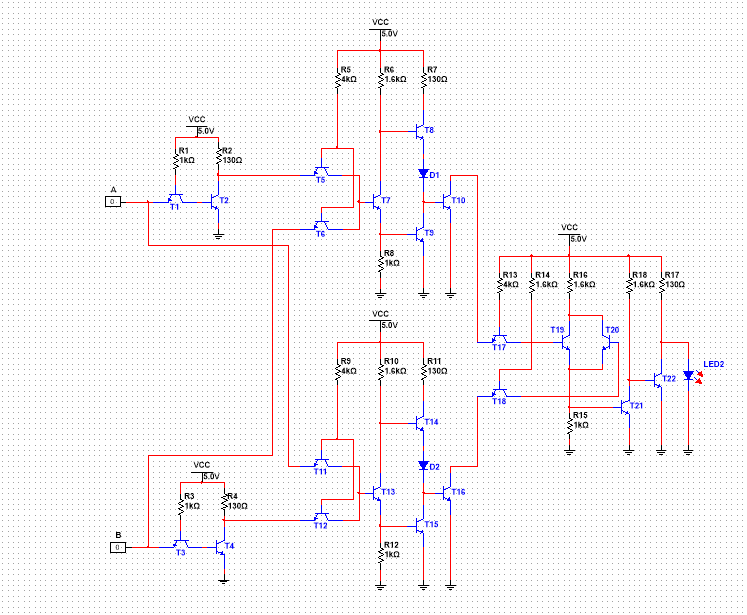 VCC
5.0V
R5
4kΩ
R6
1.6kΩ
R7
130Ω
VCC
5.0V
R1
1kΩ
R2
130Ω
T8
D1
T5
A
0
T1
T2
T7
T10
T6
T9
R8
1kΩ
VCC
5.0V
R13
4kΩ
R14
1.6kΩ
R16
1.6kΩ
R18
1.6kΩ
R17
130Ω
VCC
5.0V
T19
T20
T17
R9
4kΩ
R10
1.6kΩ
R11
130Ω
LED2
T22
T18
T21
R15
1kΩ
T14
VCC
5.0V
T11
D2
R3
1kΩ
R4
130Ω
T13
T16
T12
T15
B
0
T3
T4
R12
1kΩ